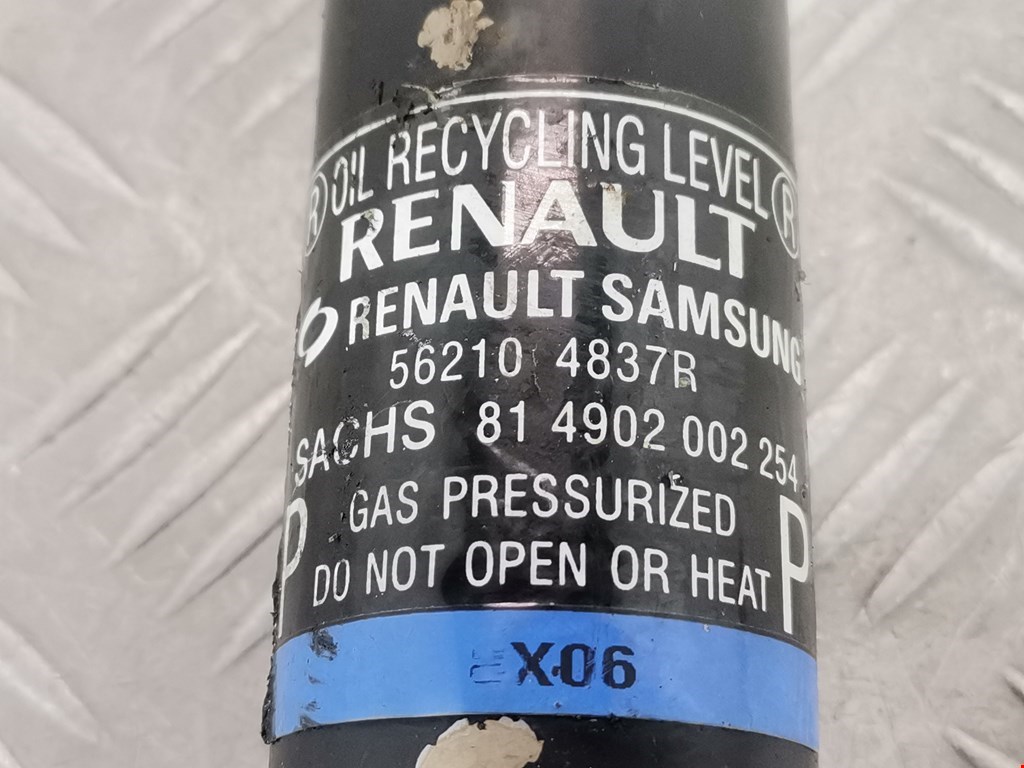 OIL RECYCLING LEVEL
R RENAULT R
RENAULT SAMSUNG
56210 4837R
SACHS 81 4902 002 254
GAS PRESSURIZED
P DO NOT OPEN OR HEAT P
X06